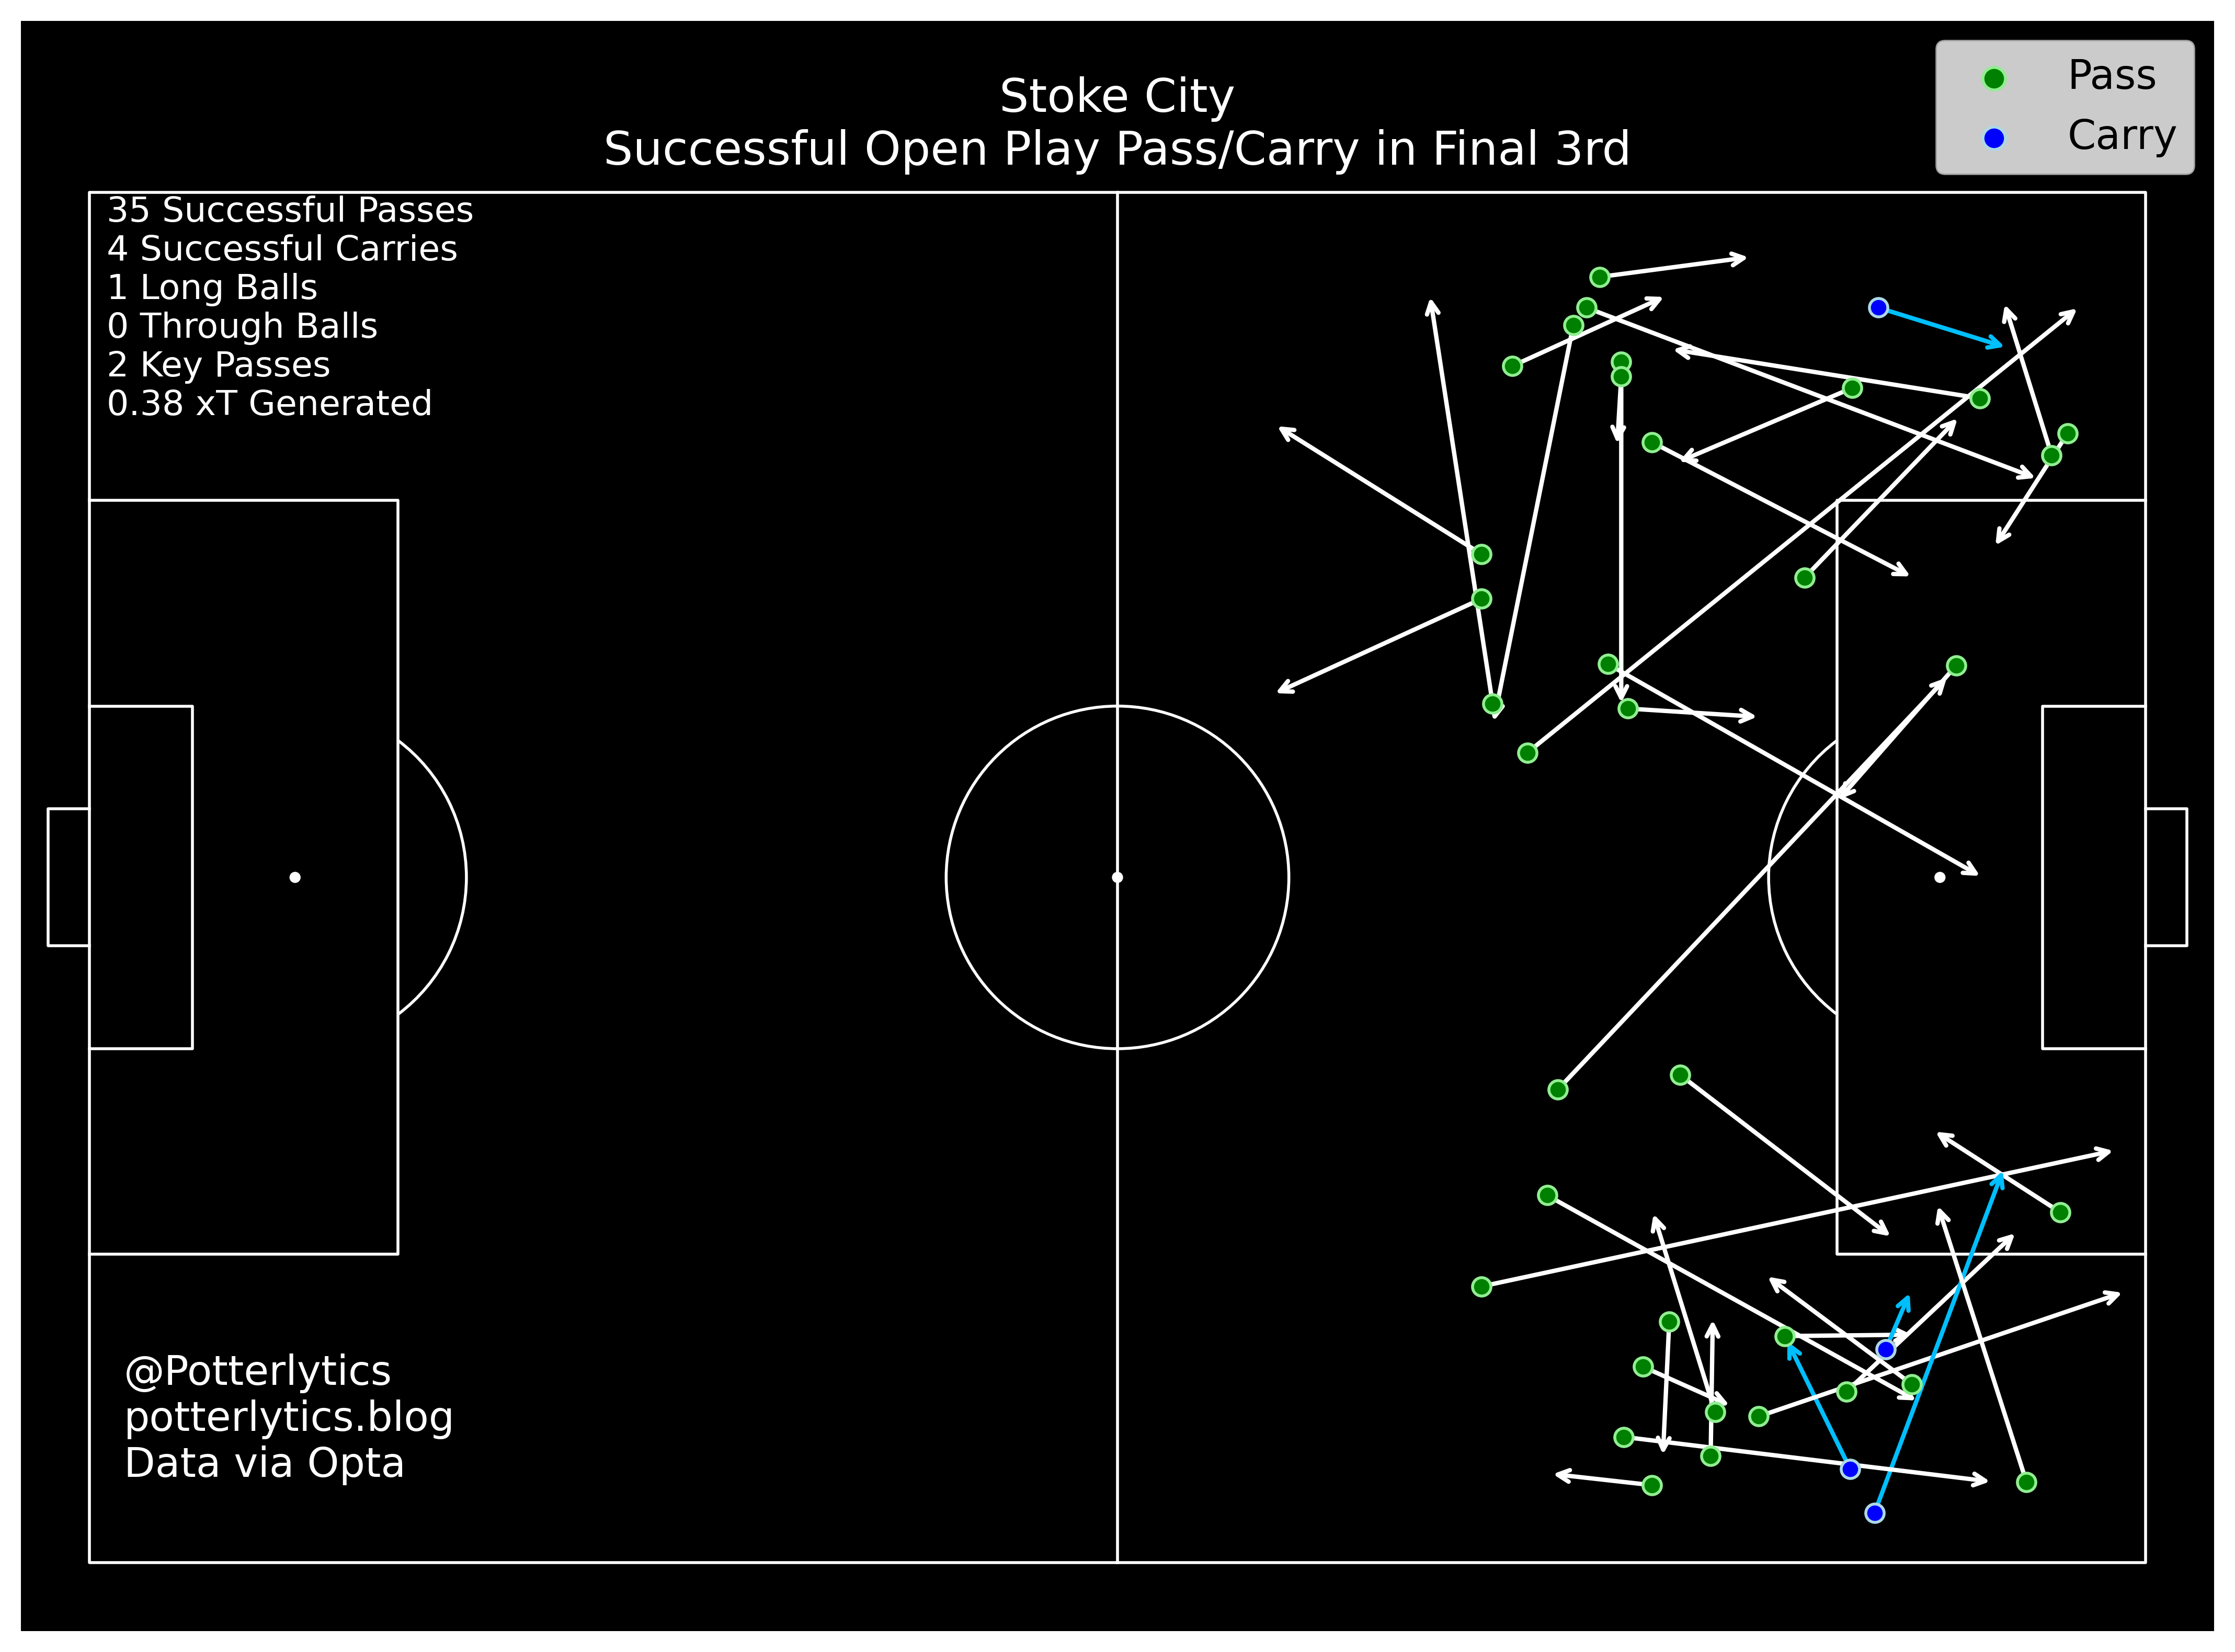 Stoke City
Successful Open Play Pass/Carry in Final 3rd
Pass
Carry
35 Successful Passes
4 Successful Carries
1 Long Balls
0 Through Balls
2 Key Passes
0.38 xT Generated
@Potterlytics
potterlytics.blog
Data via Opta